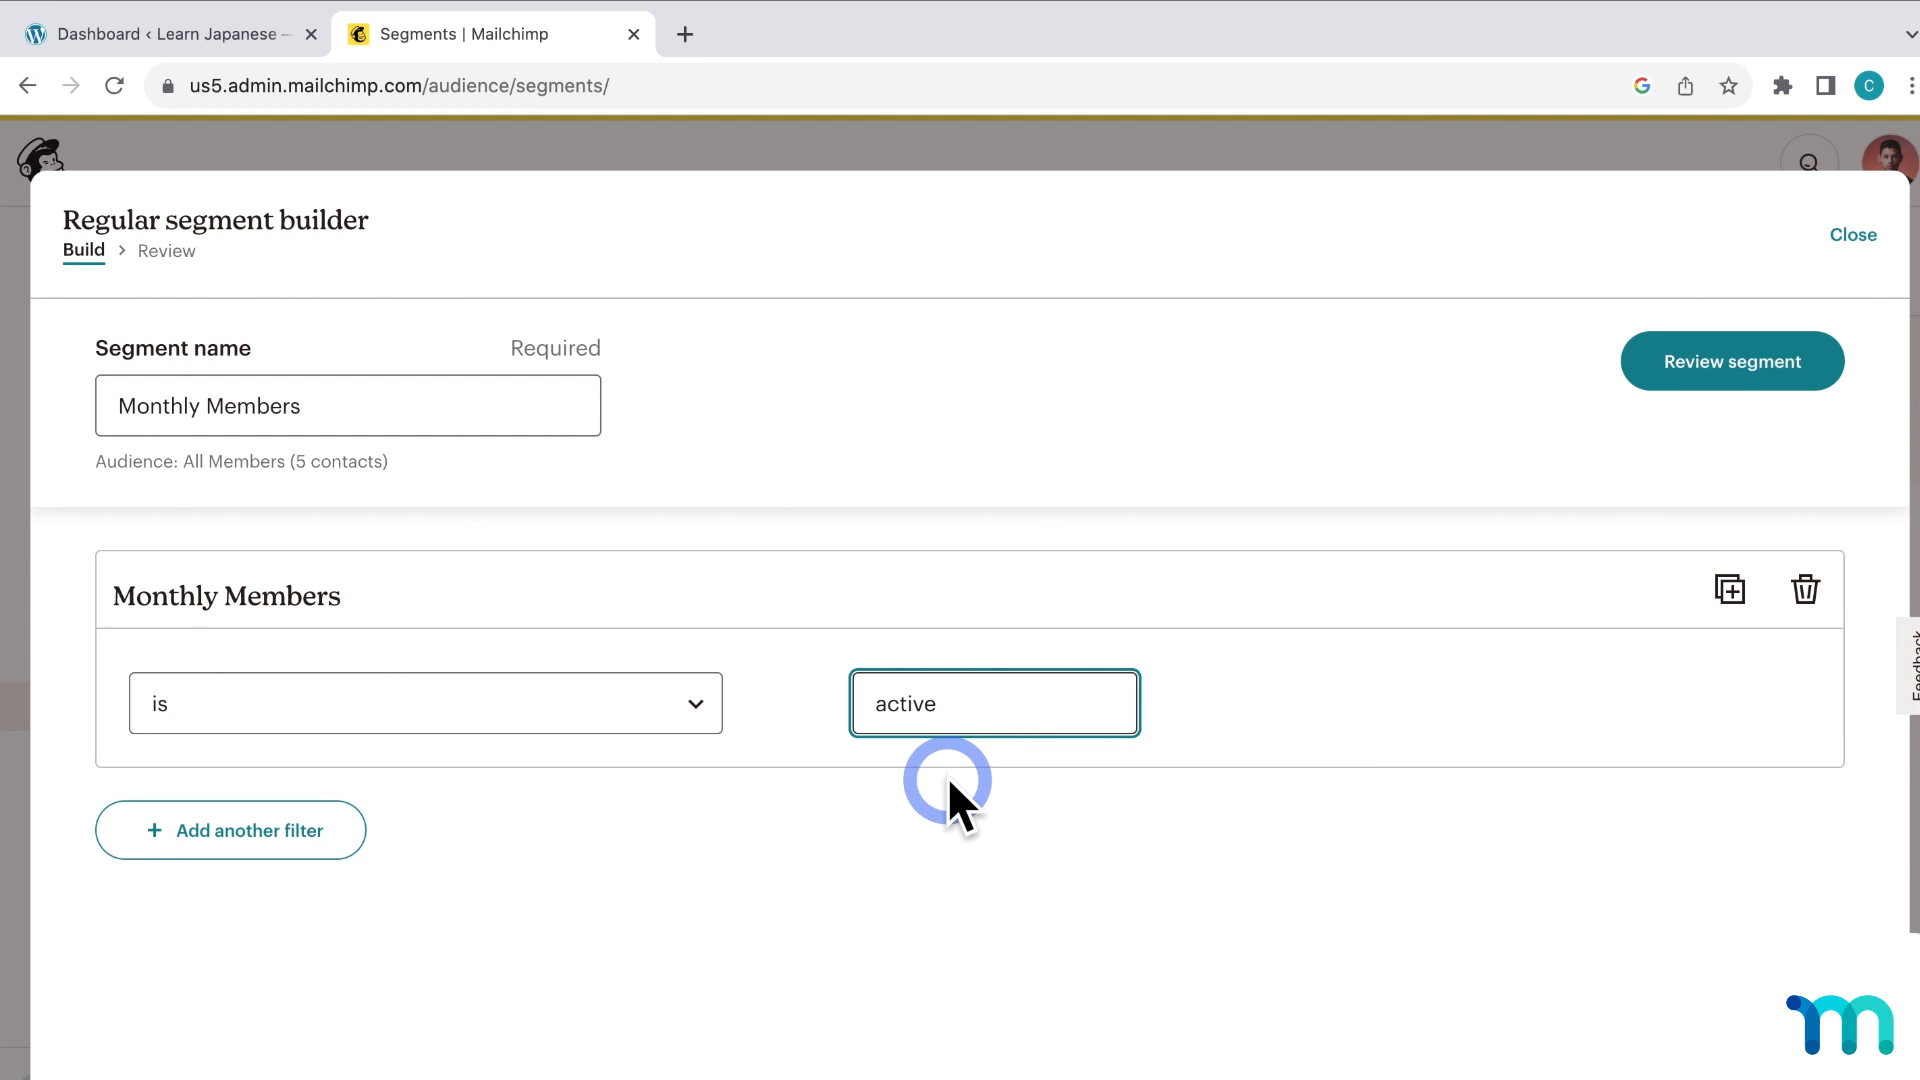 Dashboard ‹ Learn Japanese —
Segments | Mailchimp
us5.admin.mailchimp.com/audience/segments/
C
Regular segment builder
Close
Build > Review
Segment name Required
Review segment
Monthly Members
Audience: All Members (5 contacts)
Monthly Members
Feedback
is
active
+ Add another filter